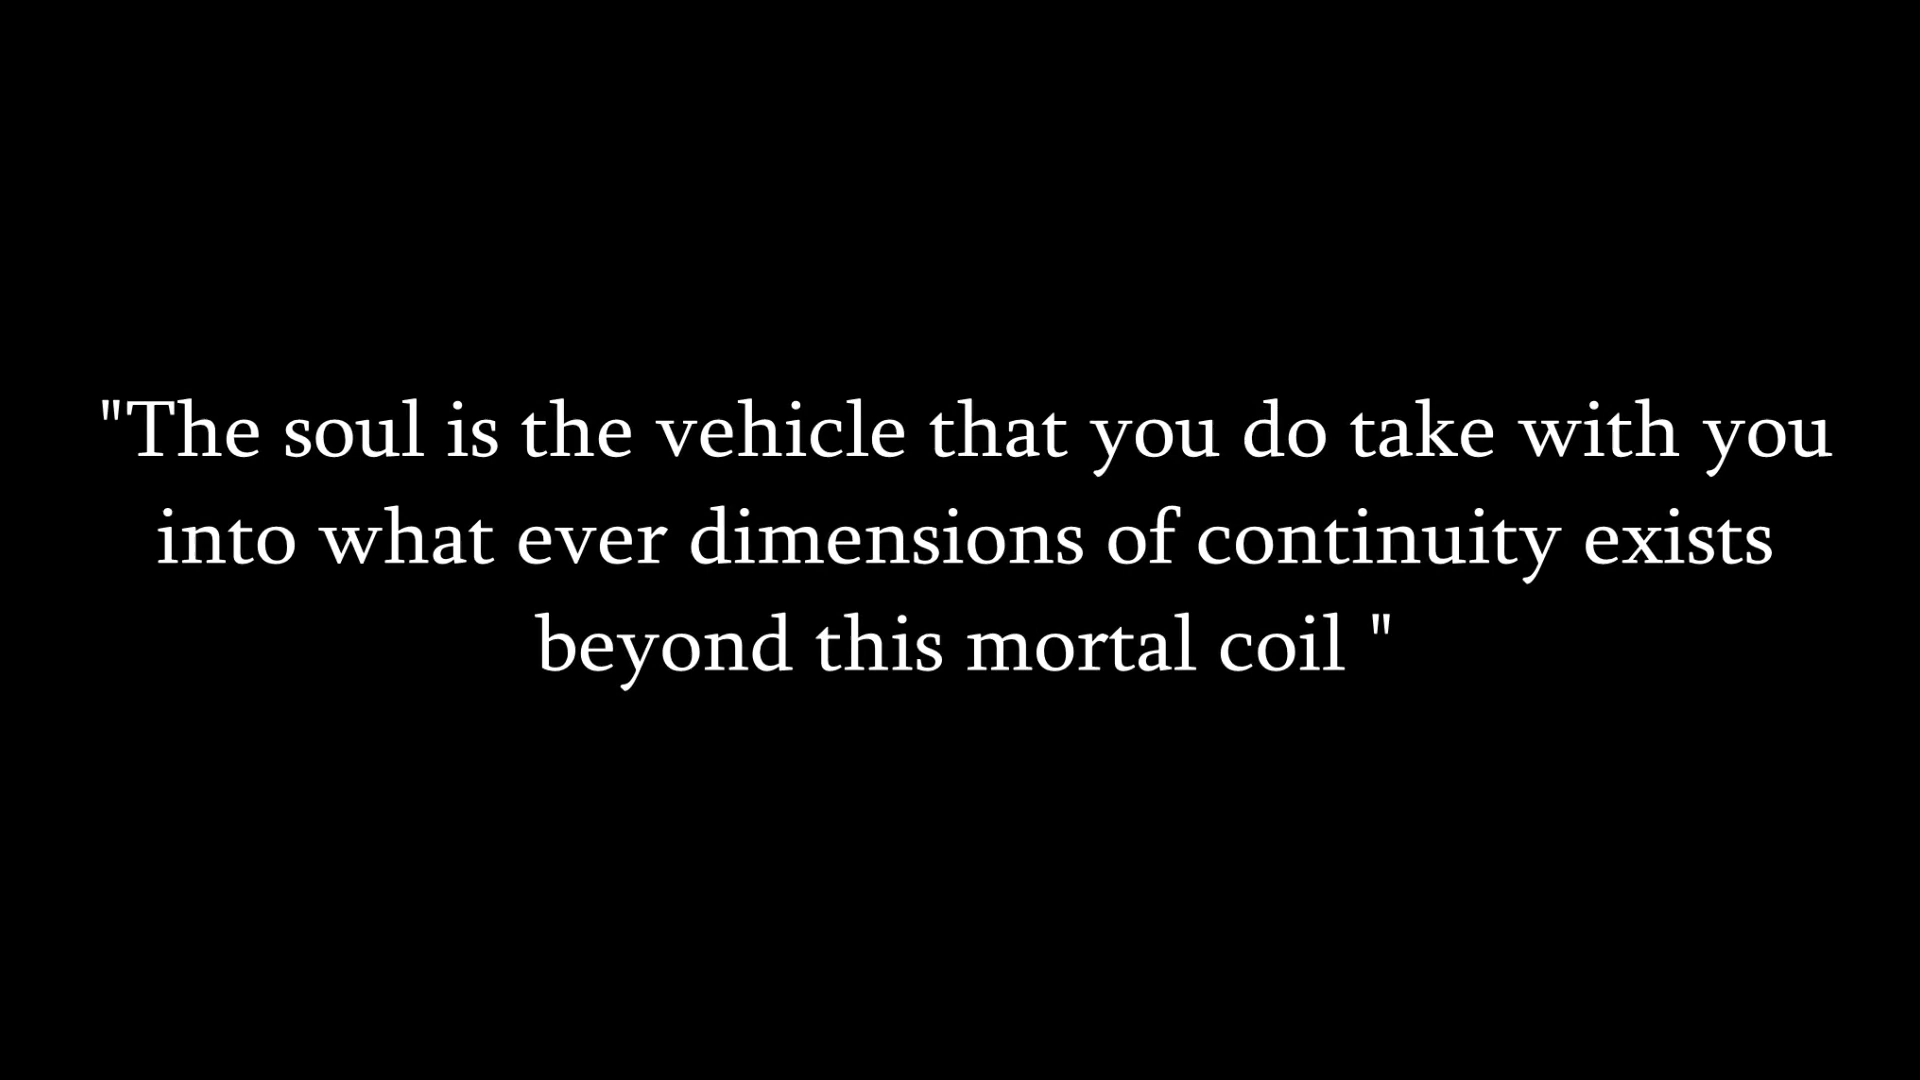 "The soul is the vehicle that you do take with you
into what ever dimensions of continuity exists
beyond this mortal coil "